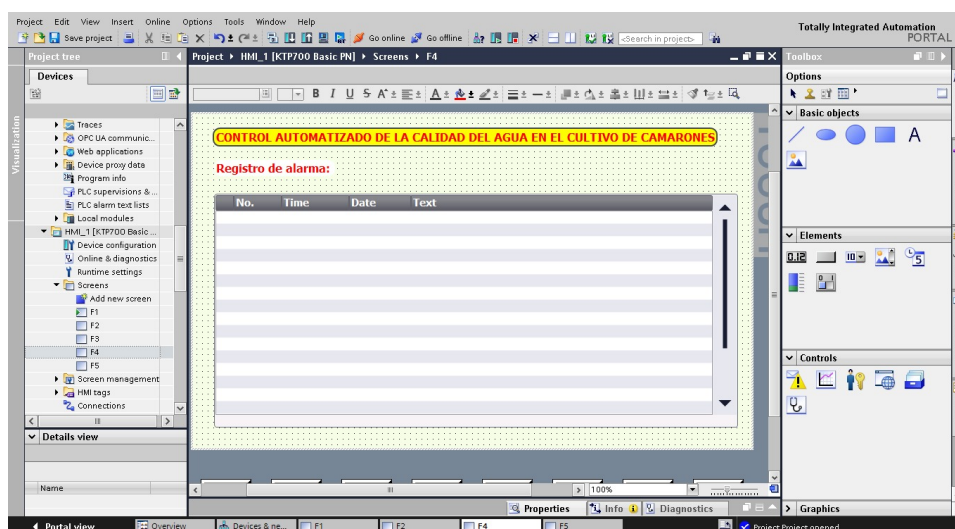 Project Edit View Insert Online Options Tools Window Help
Totally Integrated Automation
PORTAL
Save project
Go online
Go offline
<Search in project>
Project tree
Project ▸ HMI_1 [KTP700 Basic PN] ▸ Screens ▸ F4
Toolbox
Devices
Options
Visualization
B I U S A
Traces
OPC UA communic...
Web applications
Device proxy data
Program info
PLC supervisions & ...
PLC alarm text lists
Local modules
HMI_1 [KTP700 Basic ...
Device configuration
Online & diagnostics
Runtime settings
Screens
Add new screen
F1
F2
F3
F4
F5
Screen management
HMI tags
Connections
Details view
Name
CONTROL AUTOMATIZADO DE LA CALIDAD DEL AGUA EN EL CULTIVO DE CAMARONES
Registro de alarma:
No. Time Date Text
TOUCH
100%
Basic objects
A
Elements
0.12
10
5
Controls
Graphics
Properties
Info
Diagnostics
Portal view
Overview
Devices & ne...
F1
F2
F4
F5
Project Project opened.